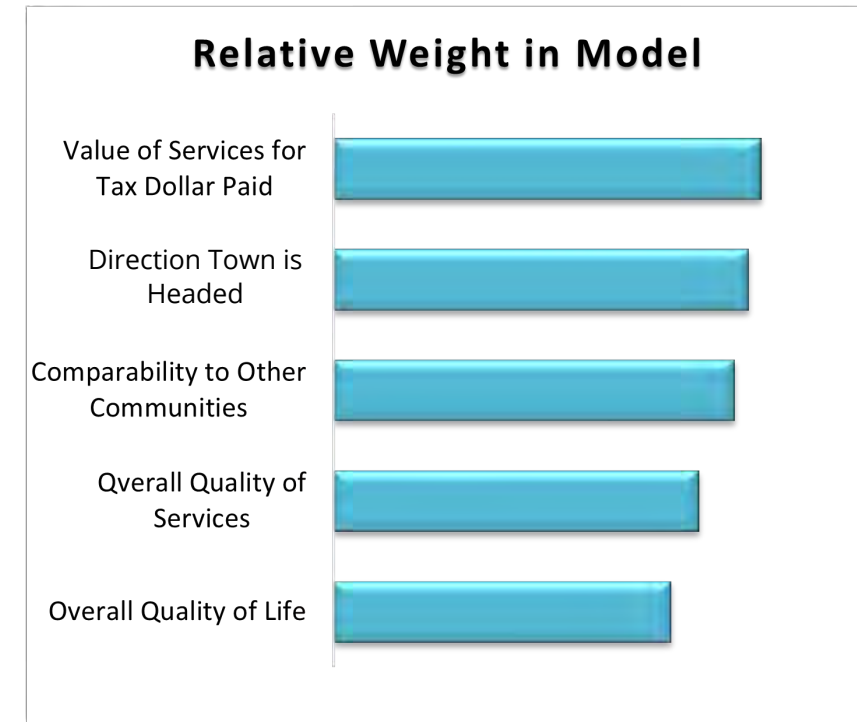 Relative Weight in Model
Value of Services for
Tax Dollar Paid
Direction Town is
Headed
Comparability to Other
Communities
Qverall Quality of
Services
Overall Quality of Life